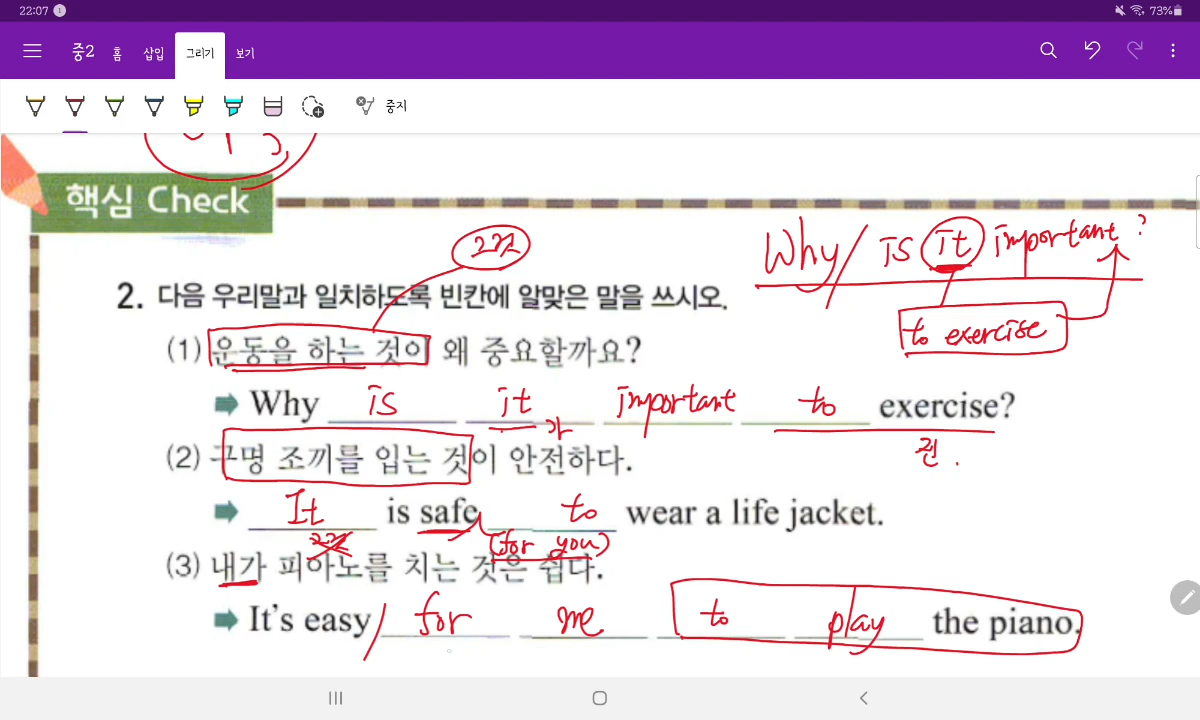 22:07 73%
중2 홈 삽입 그리기 보기
중지
핵심 Check
Why / is it important ?
to exercise
2. 다음 우리말과 일치하도록 빈칸에 알맞은 말을 쓰시오.
(1) 운동을 하는 것이 왜 중요할까요?
➡ Why is it important to exercise?
가 진.
(2) 구명 조끼를 입는 것이 안전하다.
➡ It is safe to wear a life jacket.
(for you)
(3) 내가 피아노를 치는 것은 쉽다.
➡ It's easy / for me to play the piano.